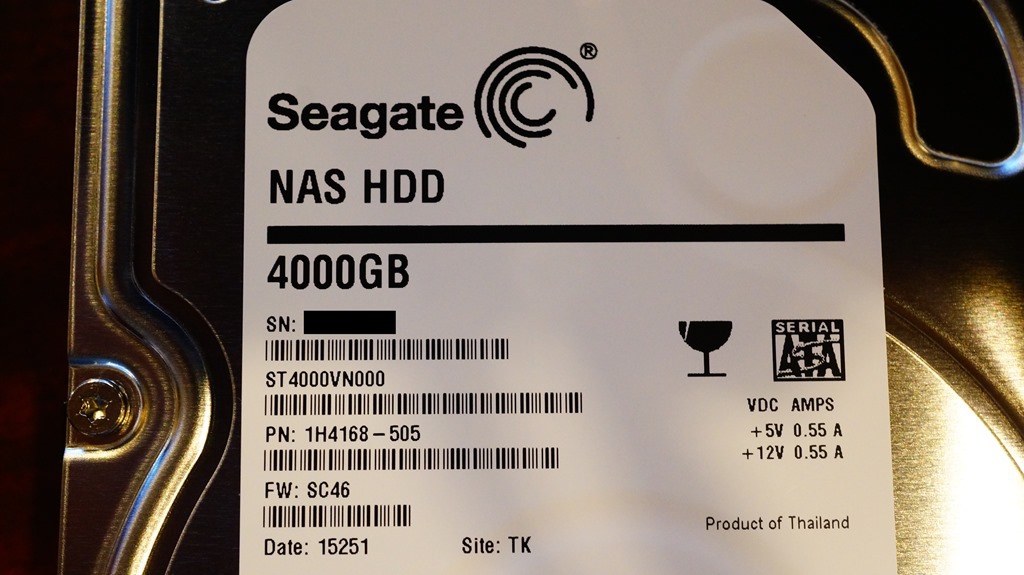 Seagate®
NAS HDD
4000GB
SN:
ST4000VN000
SERIAL
ATA
PN: 1H4168-505
VDC AMPS
+5V 0.55 A
+12V 0.55 A
FW: SC46
Date: 15251
Site: TK
Product of Thailand